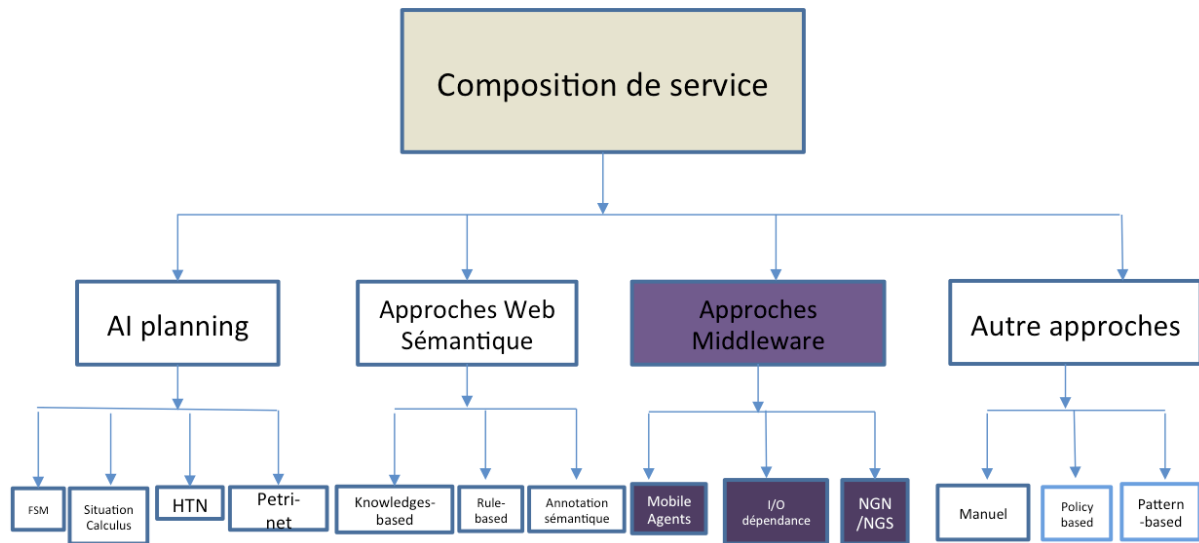 Composition de service
AI planning
Approches Web
Sémantique
Approches
Middleware
Autre approches
FSM
Situation
Calculus
HTN
Petri-
net
Knowledges-
based
Rule-
based
Annotation
sémantique
Mobile
Agents
I/O
dépendance
NGN
/NGS
Manuel
Policy
based
Pattern
-based